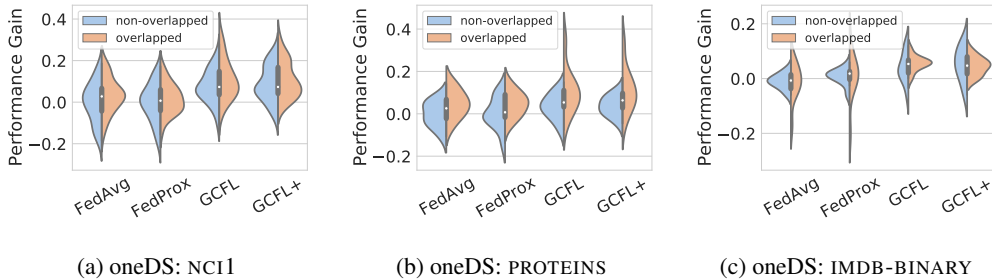 Performance Gain
0.4
0.2
0.0
−0.2
non-overlapped
overlapped
FedAvg
FedProx
GCFL
GCFL+
(a) oneDS: NCI1
Performance Gain
0.4
0.2
0.0
−0.2
non-overlapped
overlapped
FedAvg
FedProx
GCFL
GCFL+
(b) oneDS: PROTEINS
Performance Gain
0.2
0.0
−0.2
non-overlapped
overlapped
FedAvg
FedProx
GCFL
GCFL+
(c) oneDS: IMDB-BINARY